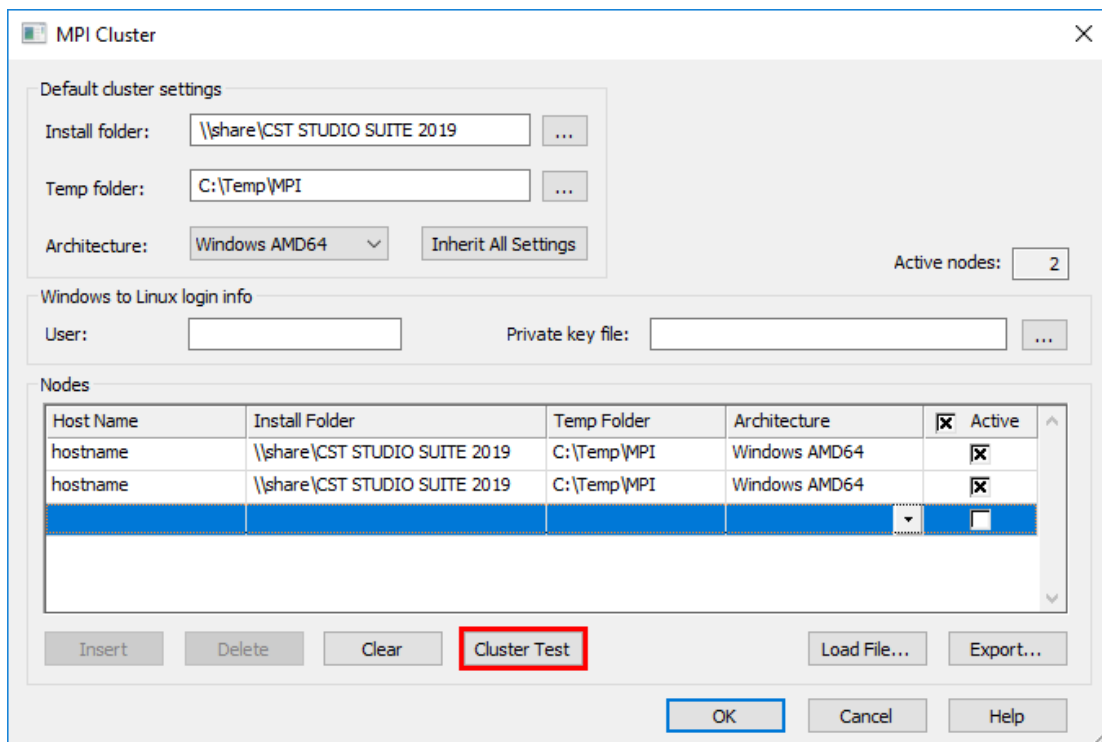 MPI Cluster
Default cluster settings
Install folder: \\share\CST STUDIO SUITE 2019 ...
Temp folder: C:\Temp\MPI ...
Architecture: Windows AMD64 Inherit All Settings
Active nodes: 2
Windows to Linux login info
User: Private key file: ...
Nodes
Host Name Install Folder Temp Folder Architecture Active
hostname \\share\CST STUDIO SUITE 2019 C:\Temp\MPI Windows AMD64
hostname \\share\CST STUDIO SUITE 2019 C:\Temp\MPI Windows AMD64
Insert Delete Clear Cluster Test Load File... Export...
OK Cancel Help